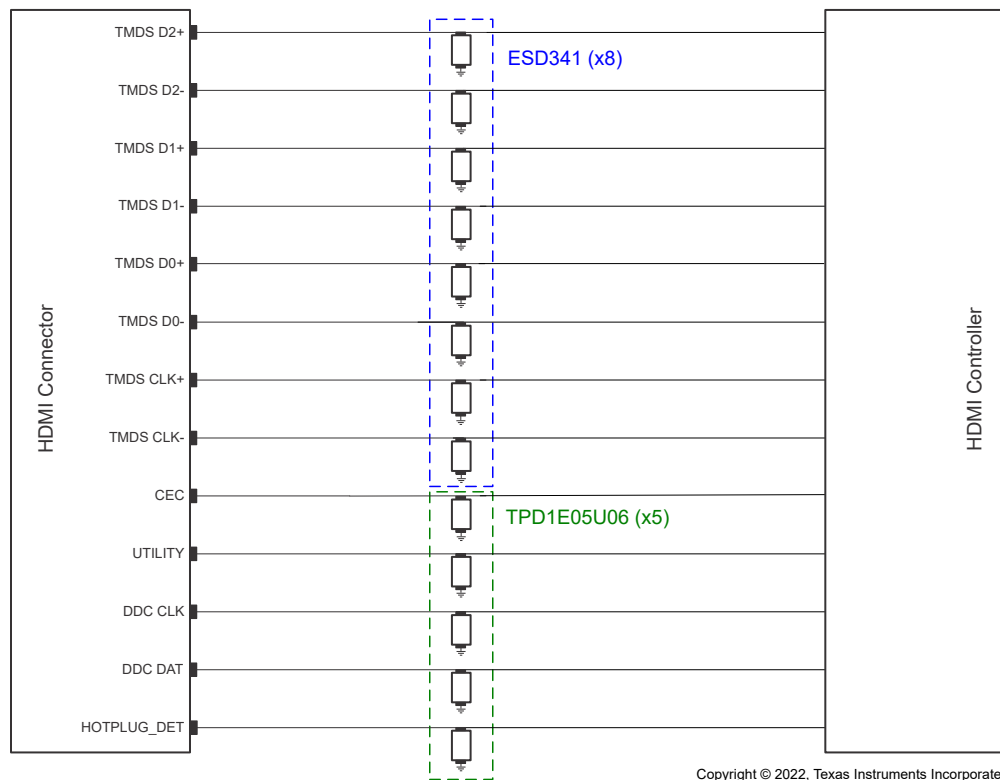 TMDS D2+
ESD341 (x8)
TMDS D2-
TMDS D1+
TMDS D1-
TMDS D0+
TMDS D0-
TMDS CLK+
TMDS CLK-
HDMI Connector
HDMI Controller
CEC
TPD1E05U06 (x5)
UTILITY
DDC CLK
DDC DAT
HOTPLUG_DET
Copyright © 2022, Texas Instruments Incorporate